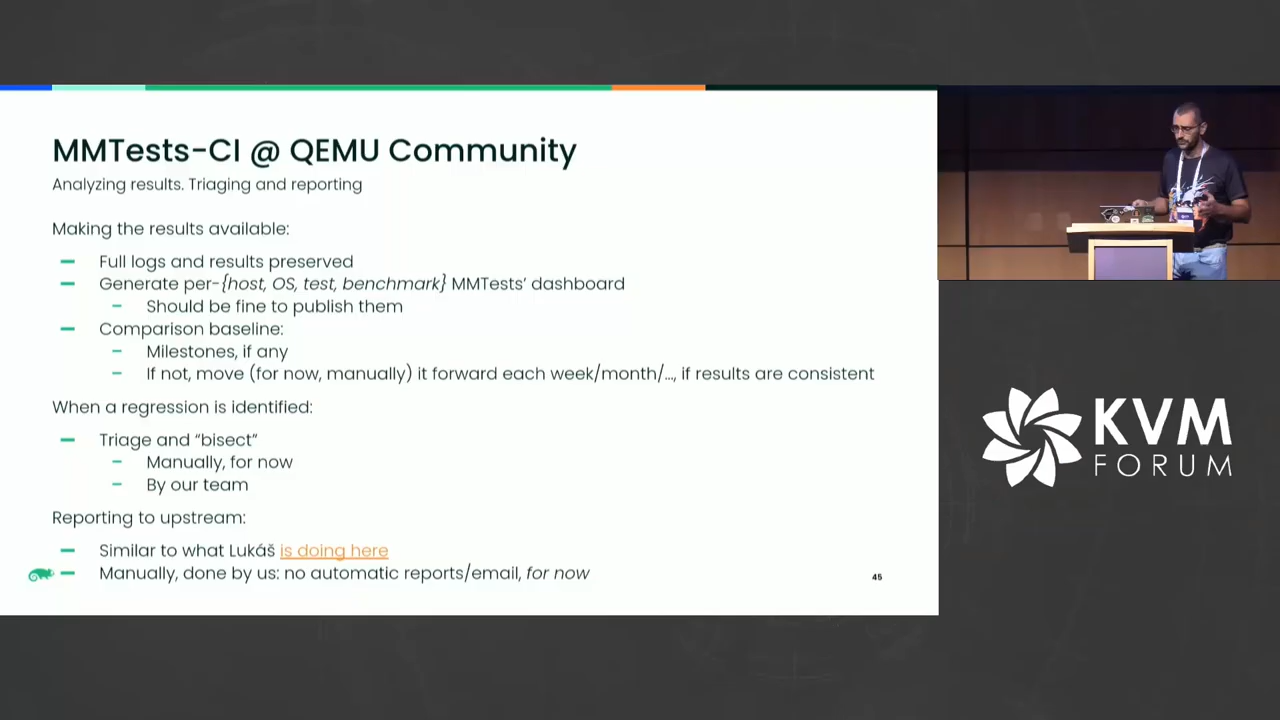 MMTests-CI @ QEMU Community
Analyzing results. Triaging and reporting
Making the results available:
Full logs and results preserved
Generate per-{host, OS, test, benchmark} MMTests' dashboard
Should be fine to publish them
Comparison baseline:
Milestones, if any
If not, move (for now, manually) it forward each week/month/..., if results are consistent
When a regression is identified:
Triage and "bisect"
Manually, for now
By our team
Reporting to upstream:
Similar to what Lukáš is doing here
Manually, done by us: no automatic reports/email, for now
45
KVM
FORUM